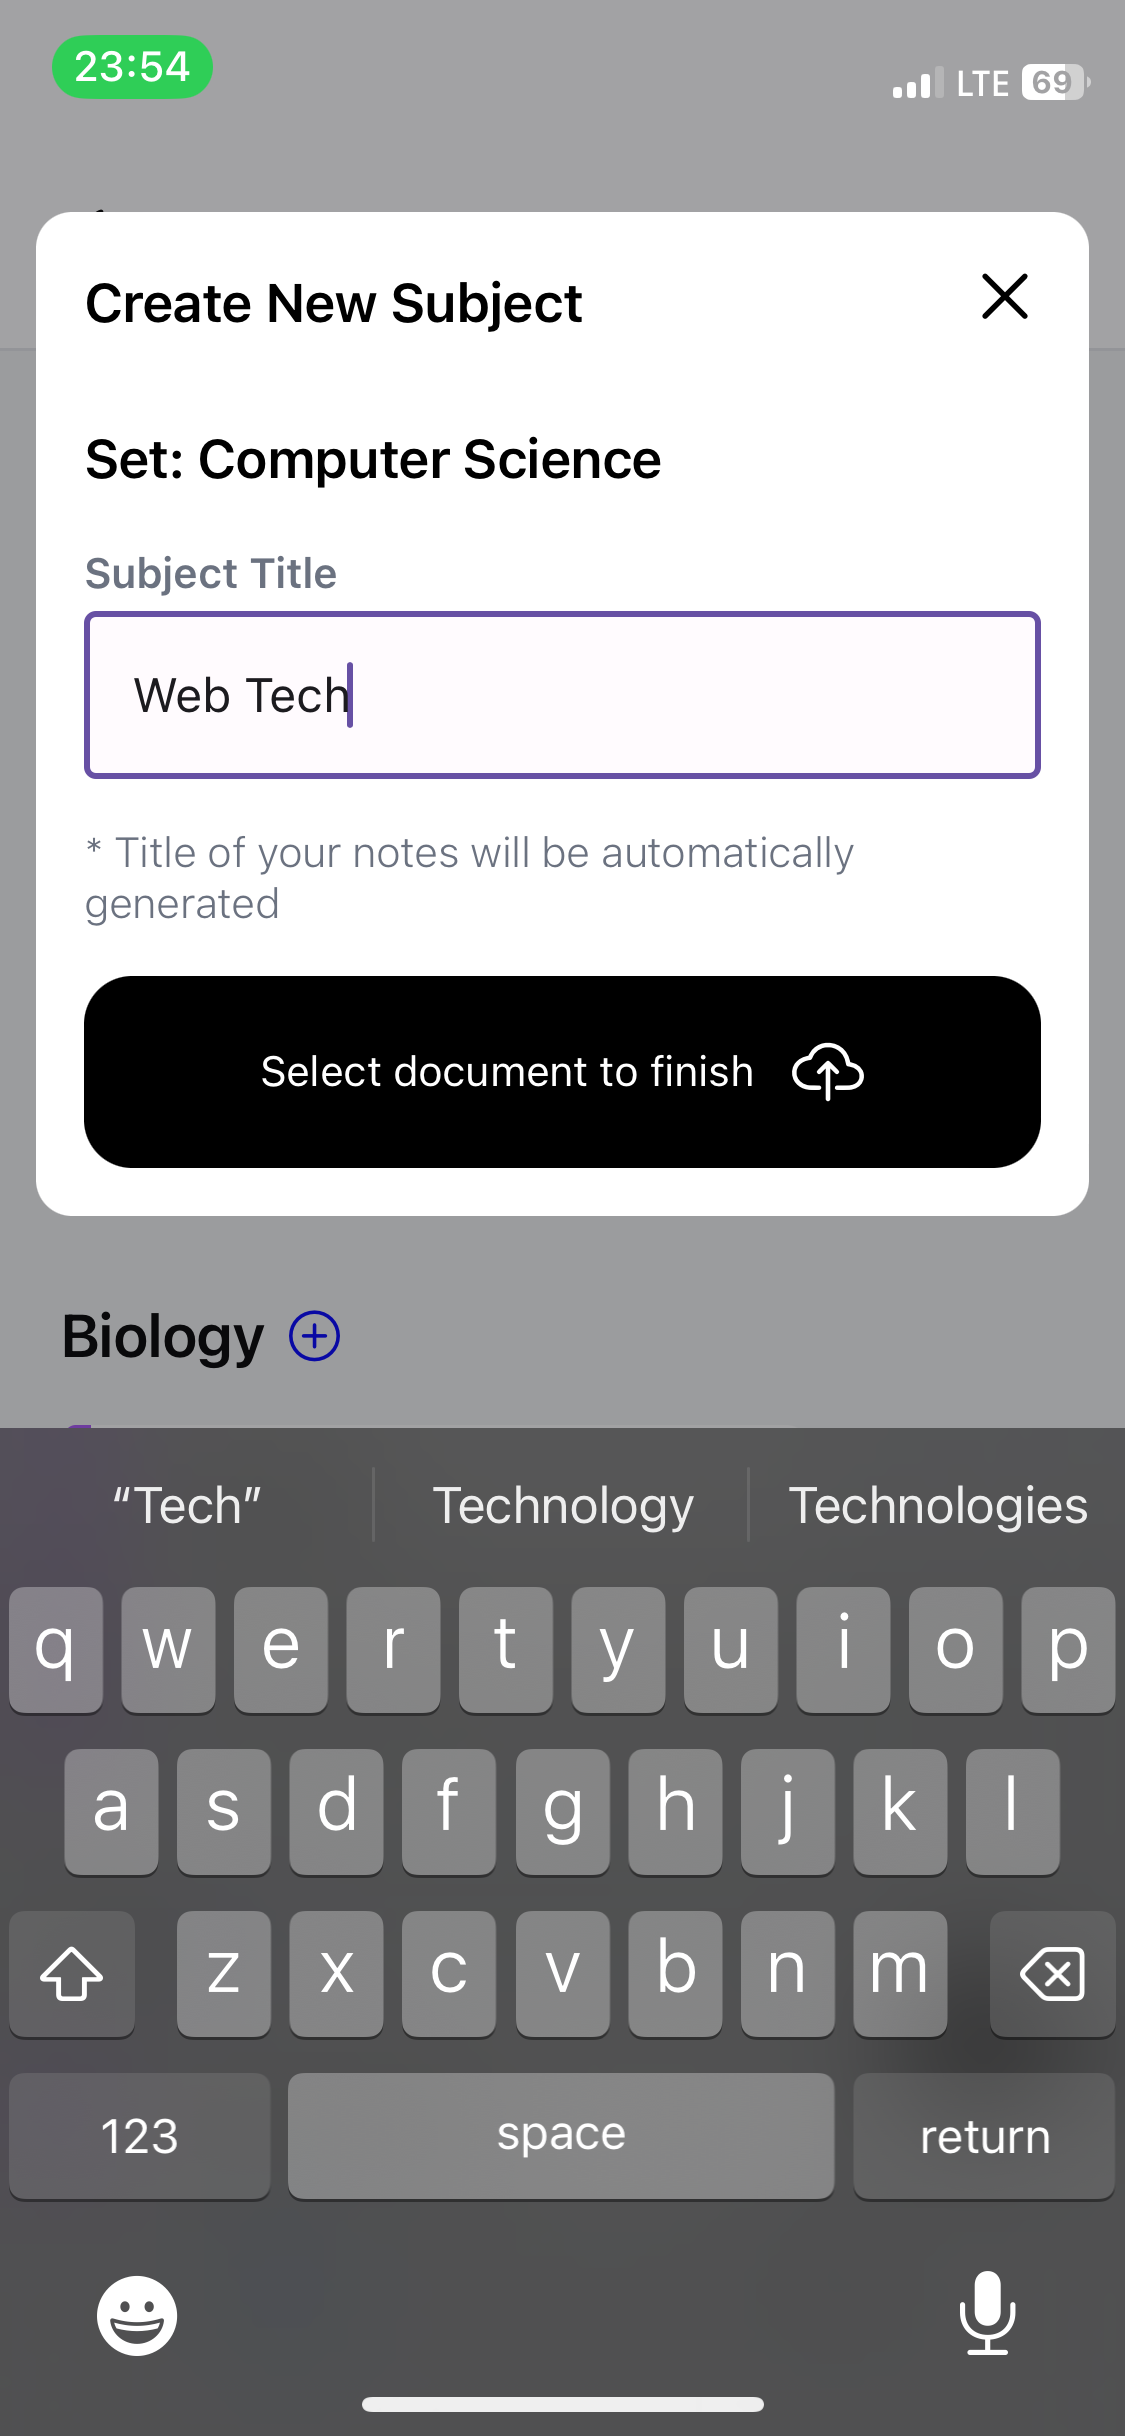 23:54
LTE 69
Create New Subject
Set: Computer Science
Subject Title
Web Tech
* Title of your notes will be automatically
generated
Select document to finish
Biology
“Tech” Technology Technologies
q w e r t y u i o p
a s d f g h j k l
z x c v b n m
123 space return